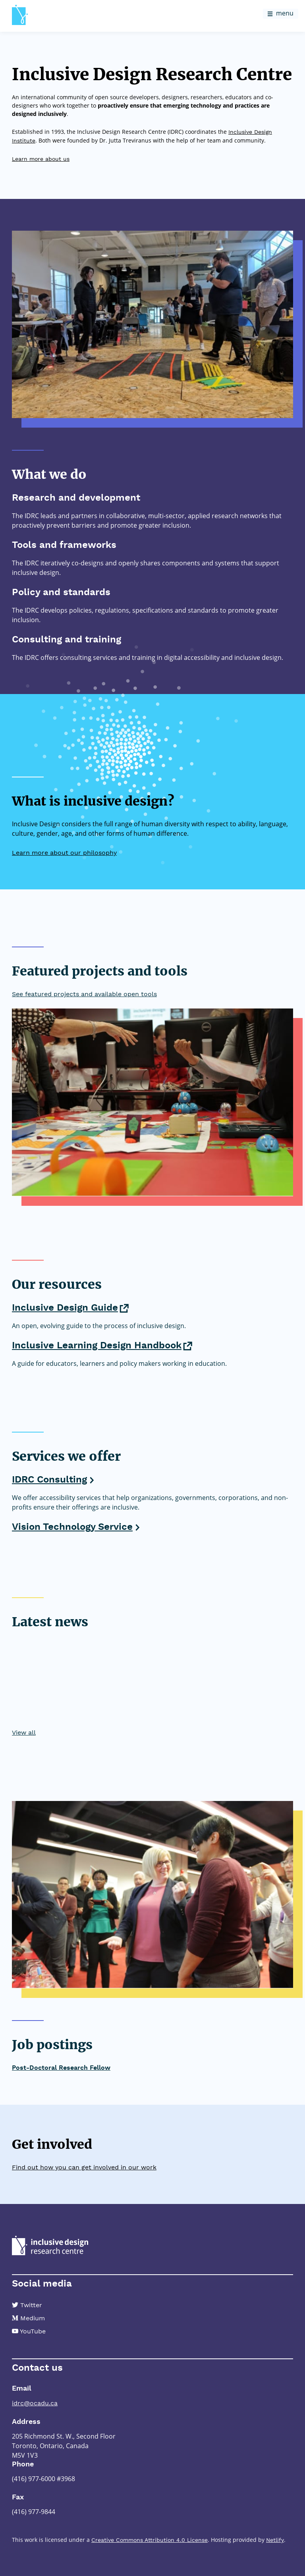 menu
Inclusive Design Research Centre
An international community of open source developers, designers, researchers, educators and co-
designers who work together to proactively ensure that emerging technology and practices are
designed inclusively.
Established in 1993, the Inclusive Design Research Centre (IDRC) coordinates the Inclusive Design
Institute. Both were founded by Dr. Jutta Treviranus with the help of her team and community.
Learn more about us
What we do
Research and development
The IDRC leads and partners in collaborative, multi-sector, applied research networks that
proactively prevent barriers and promote greater inclusion.
Tools and frameworks
The IDRC iteratively co-designs and openly shares components and systems that support
inclusive design.
Policy and standards
The IDRC develops policies, regulations, specifications and standards to promote greater
inclusion.
Consulting and training
The IDRC offers consulting services and training in digital accessibility and inclusive design.
What is inclusive design?
Inclusive Design considers the full range of human diversity with respect to ability, language,
culture, gender, age, and other forms of human difference.
Learn more about our philosophy
Featured projects and tools
See featured projects and available open tools
Our resources
Inclusive Design Guide
An open, evolving guide to the process of inclusive design.
Inclusive Learning Design Handbook
A guide for educators, learners and policy makers working in education.
Services we offer
IDRC Consulting
We offer accessibility services that help organizations, governments, corporations, and non-
profits ensure their offerings are inclusive.
Vision Technology Service
Latest news
View all
Job postings
Post-Doctoral Research Fellow
Get involved
Find out how you can get involved in our work
inclusive design
research centre
Social media
Twitter
Medium
YouTube
Contact us
Email
idrc@ocadu.ca
Address
205 Richmond St. W., Second Floor
Toronto, Ontario, Canada
M5V 1V3
Phone
(416) 977-6000 #3968
Fax
(416) 977-9844
This work is licensed under a Creative Commons Attribution 4.0 License. Hosting provided by Netlify.